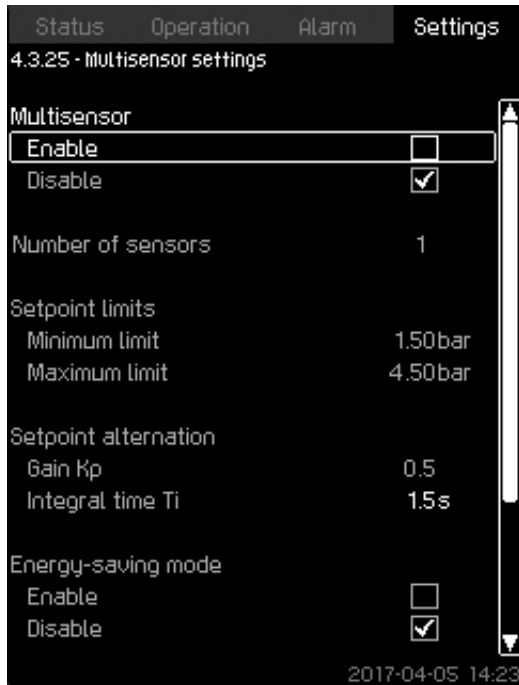 Status Operation Alarm Settings
4.3.25 - Multisensor settings
Multisensor
Enable
Disable
Number of sensors 1
Setpoint limits
Minimum limit 1.50bar
Maximum limit 4.50bar
Setpoint alternation
Gain Kp 0.5
Integral time Ti 1.5s
Energy-saving mode
Enable
Disable
2017-04-05 14:23